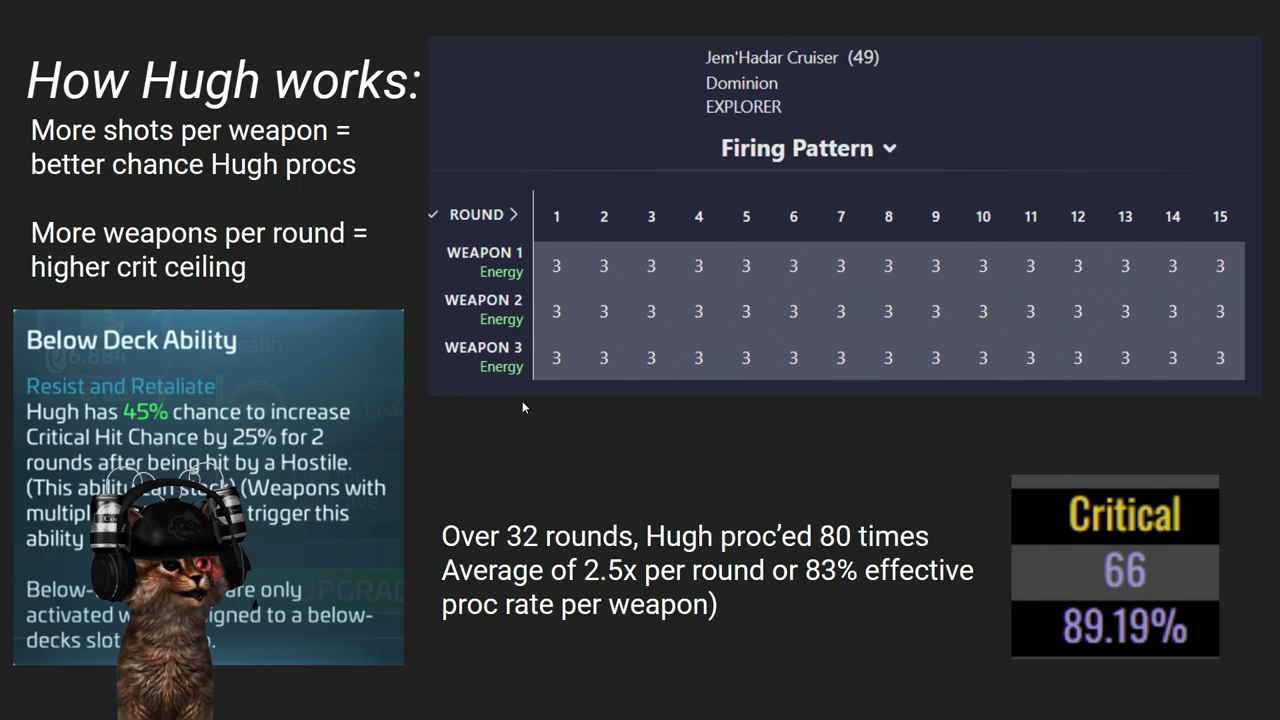 How Hugh works:
More shots per weapon =
better chance Hugh procs
More weapons per round =
higher crit ceiling
Below Deck Ability
Resist and Retaliate
Hugh has 45% chance to increase
Critical Hit Chance by 25% for 2
rounds after being hit by a Hostile.
(This ability can stack) (Weapons with
trigger this
ability
are only
activated
to a below-
decks slot
Jem'Hadar Cruiser (49)
Dominion
EXPLORER
Firing Pattern
ROUND 1 2 3 4 5 6 7 8 9 10 11 12 13 14 15
WEAPON 1 3 3 3 3 3 3 3 3 3 3 3 3 3 3 3
Energy
WEAPON 2 3 3 3 3 3 3 3 3 3 3 3 3 3 3 3
Energy
WEAPON 3 3 3 3 3 3 3 3 3 3 3 3 3 3 3 3
Energy
Over 32 rounds, Hugh proc’ed 80 times
Average of 2.5x per round or 83% effective
proc rate per weapon)
Critical
66
89.19%